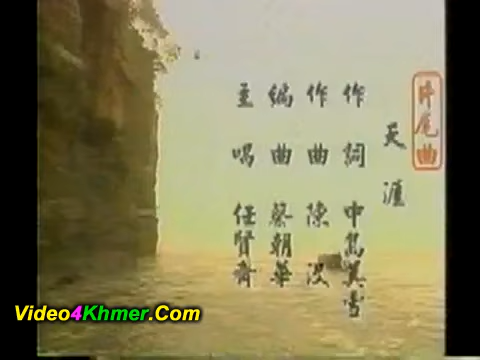 片尾曲
天涯
作詞 中島美雪
作曲 陳沒
編曲 蔡朝華
主唱 任賢齊
Video4Khmer.Com